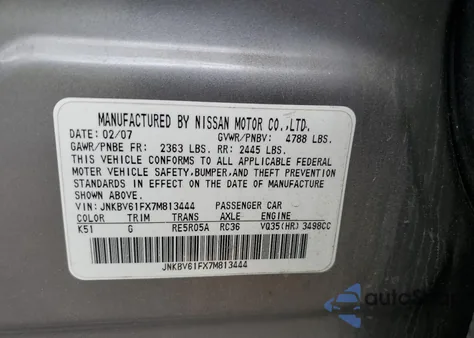 MANUFACTURED BY NISSAN MOTOR CO.,LTD.
DATE: 02/07 GVWR/PNBV: 4788 LBS.
GAWR/PNBE FR: 2363 LBS. RR: 2445 LBS.
THIS VEHICLE CONFORMS TO ALL APPLICABLE FEDERAL
MOTOR VEHICLE SAFETY, BUMPER, AND THEFT PREVENTION
STANDARDS IN EFFECT ON THE DATE OF MANUFACTURE
SHOWN ABOVE.
VIN: JNKBV61FX7M813444 PASSENGER CAR
COLOR TRIM TRANS AXLE ENGINE
K51 G RE5R05A RC36 VQ35(HR) 3498CC
JNKBV61FX7M813444